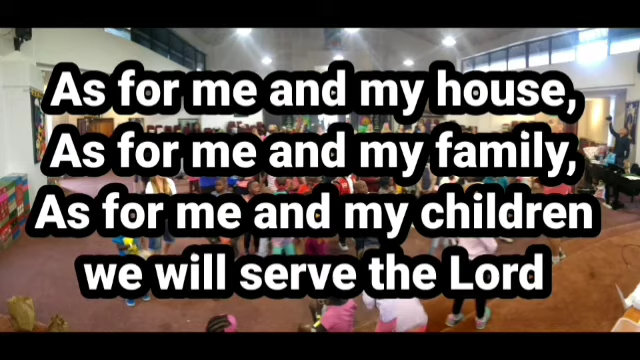 As for me and my house,
As for me and my family,
As for me and my children
we will serve the Lord